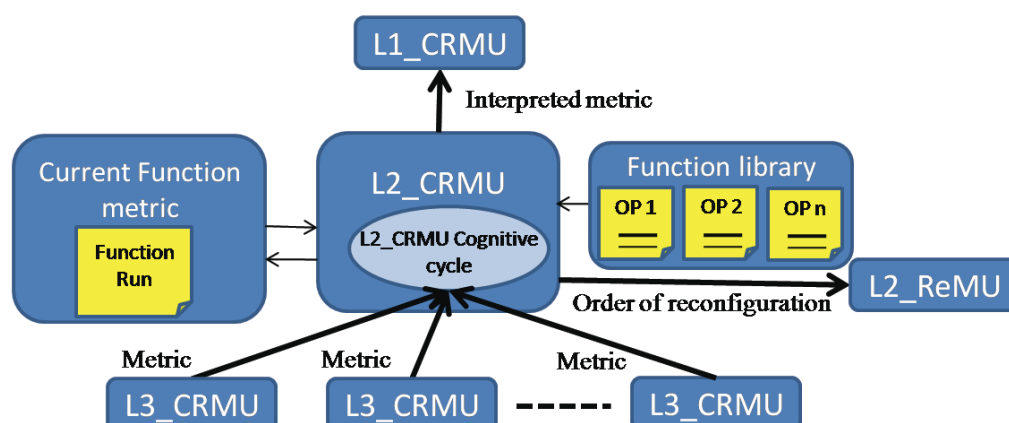 L1_CRMU
Interpreted metric
Current Function
metric
Function
Run
L2_CRMU
L2_CRMU Cognitive
cycle
Function library
OP 1
OP 2
OP n
Order of reconfiguration
L2_ReMU
Metric
Metric
Metric
L3_CRMU
L3_CRMU
L3_CRMU